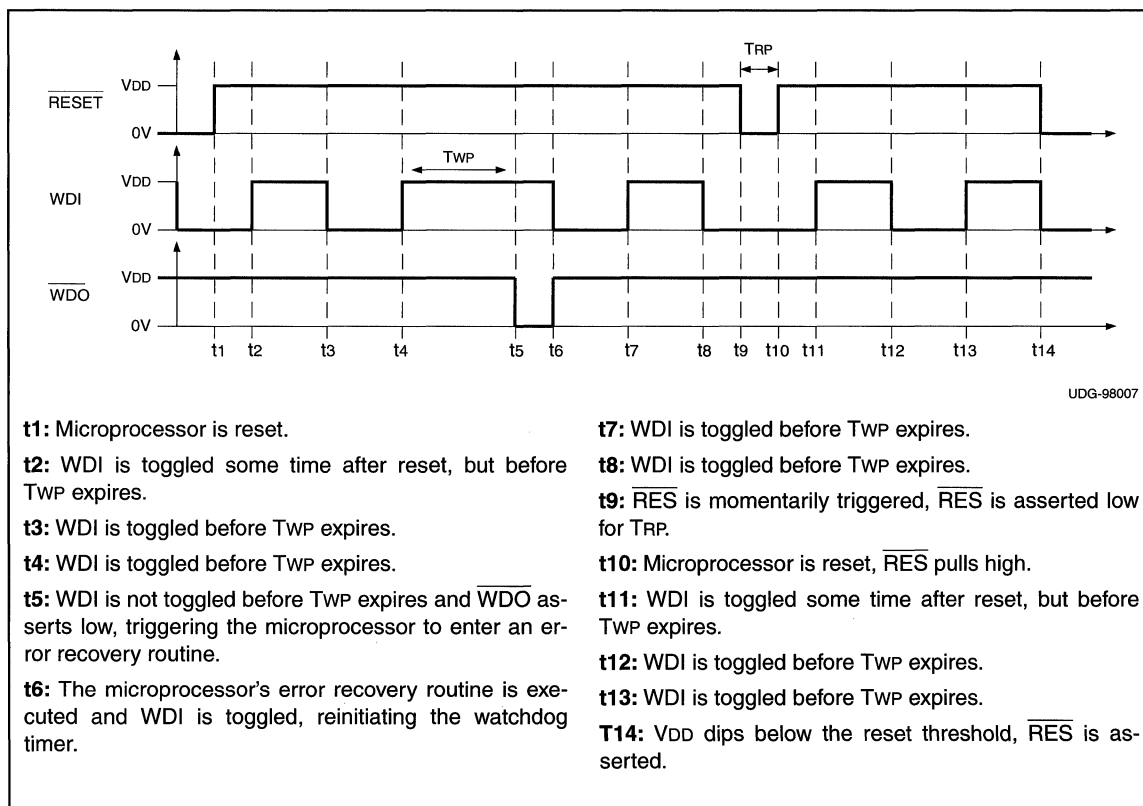 TRP
VDD
RESET
0V
TWP
VDD
WDI
0V
VDD
WDO
0V
t1 t2 t3 t4 t5 t6 t7 t8 t9 t10 t11 t12 t13 t14
UDG-98007
t1: Microprocessor is reset.
t2: WDI is toggled some time after reset, but before
TWP expires.
t3: WDI is toggled before TWP expires.
t4: WDI is toggled before TWP expires.
t5: WDI is not toggled before TWP expires and WDO as-
serts low, triggering the microprocessor to enter an er-
ror recovery routine.
t6: The microprocessor's error recovery routine is exe-
cuted and WDI is toggled, reinitiating the watchdog
timer.
t7: WDI is toggled before TWP expires.
t8: WDI is toggled before TWP expires.
t9: RES is momentarily triggered, RES is asserted low
for TRP.
t10: Microprocessor is reset, RES pulls high.
t11: WDI is toggled some time after reset, but before
TWP expires.
t12: WDI is toggled before TWP expires.
t13: WDI is toggled before TWP expires.
T14: VDD dips below the reset threshold, RES is as-
serted.